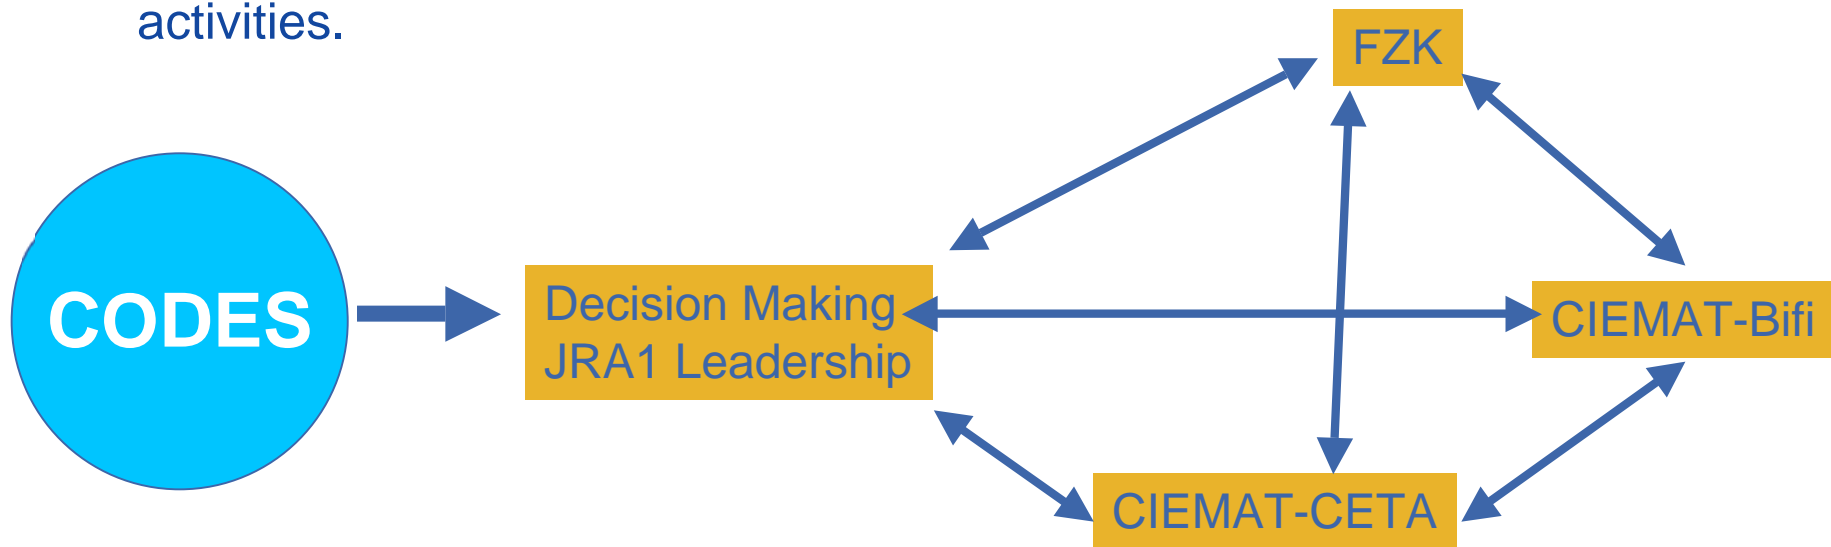 activities.
FZK
CODES
Decision Making
JRA1 Leadership
CIEMAT-Bifi
CIEMAT-CETA